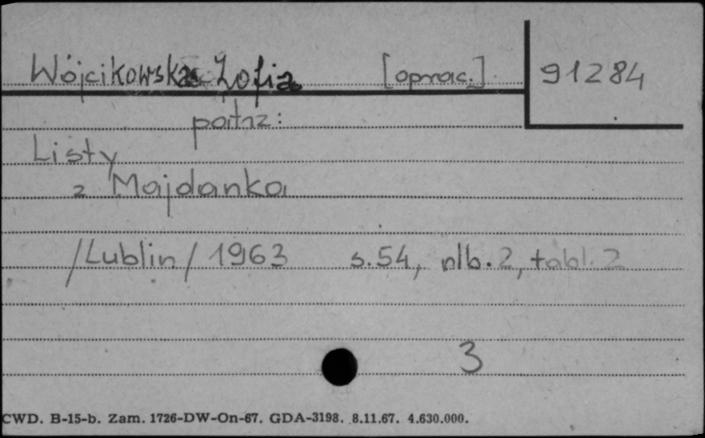 Wójcikowska Zofia [oprac.] 91284
patrz:
Listy
z Majdanka
/Lublin/ 1963 s.54, nlb.2, tabl.2
3
CWD. B-15-b. Zam. 1726-DW-On-67. GDA-3198. 8.11.67. 4.630.000.